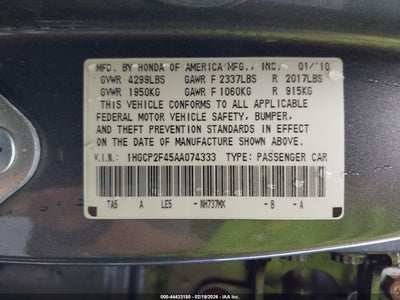 MFD. BY HONDA OF AMERICA MFG., INC. 01/10
GVWR 4299LBS GAWR F 2337LBS R 2017LBS
GVWR 1950KG GAWR F 1060KG R 915KG
THIS VEHICLE CONFORMS TO ALL APPLICABLE
FEDERAL MOTOR VEHICLE SAFETY, BUMPER,
AND THEFT PREVENTION STANDARDS IN EFFECT
ON THE DATE OF MANUFACTURE SHOWN ABOVE.
V.I.N.: 1HGCP2F45AA074333 TYPE: PASSENGER CAR
TA5 A LE5 - NH737MX - B - A
000-44433160 - 02/19/2026 - © IAA, Inc.